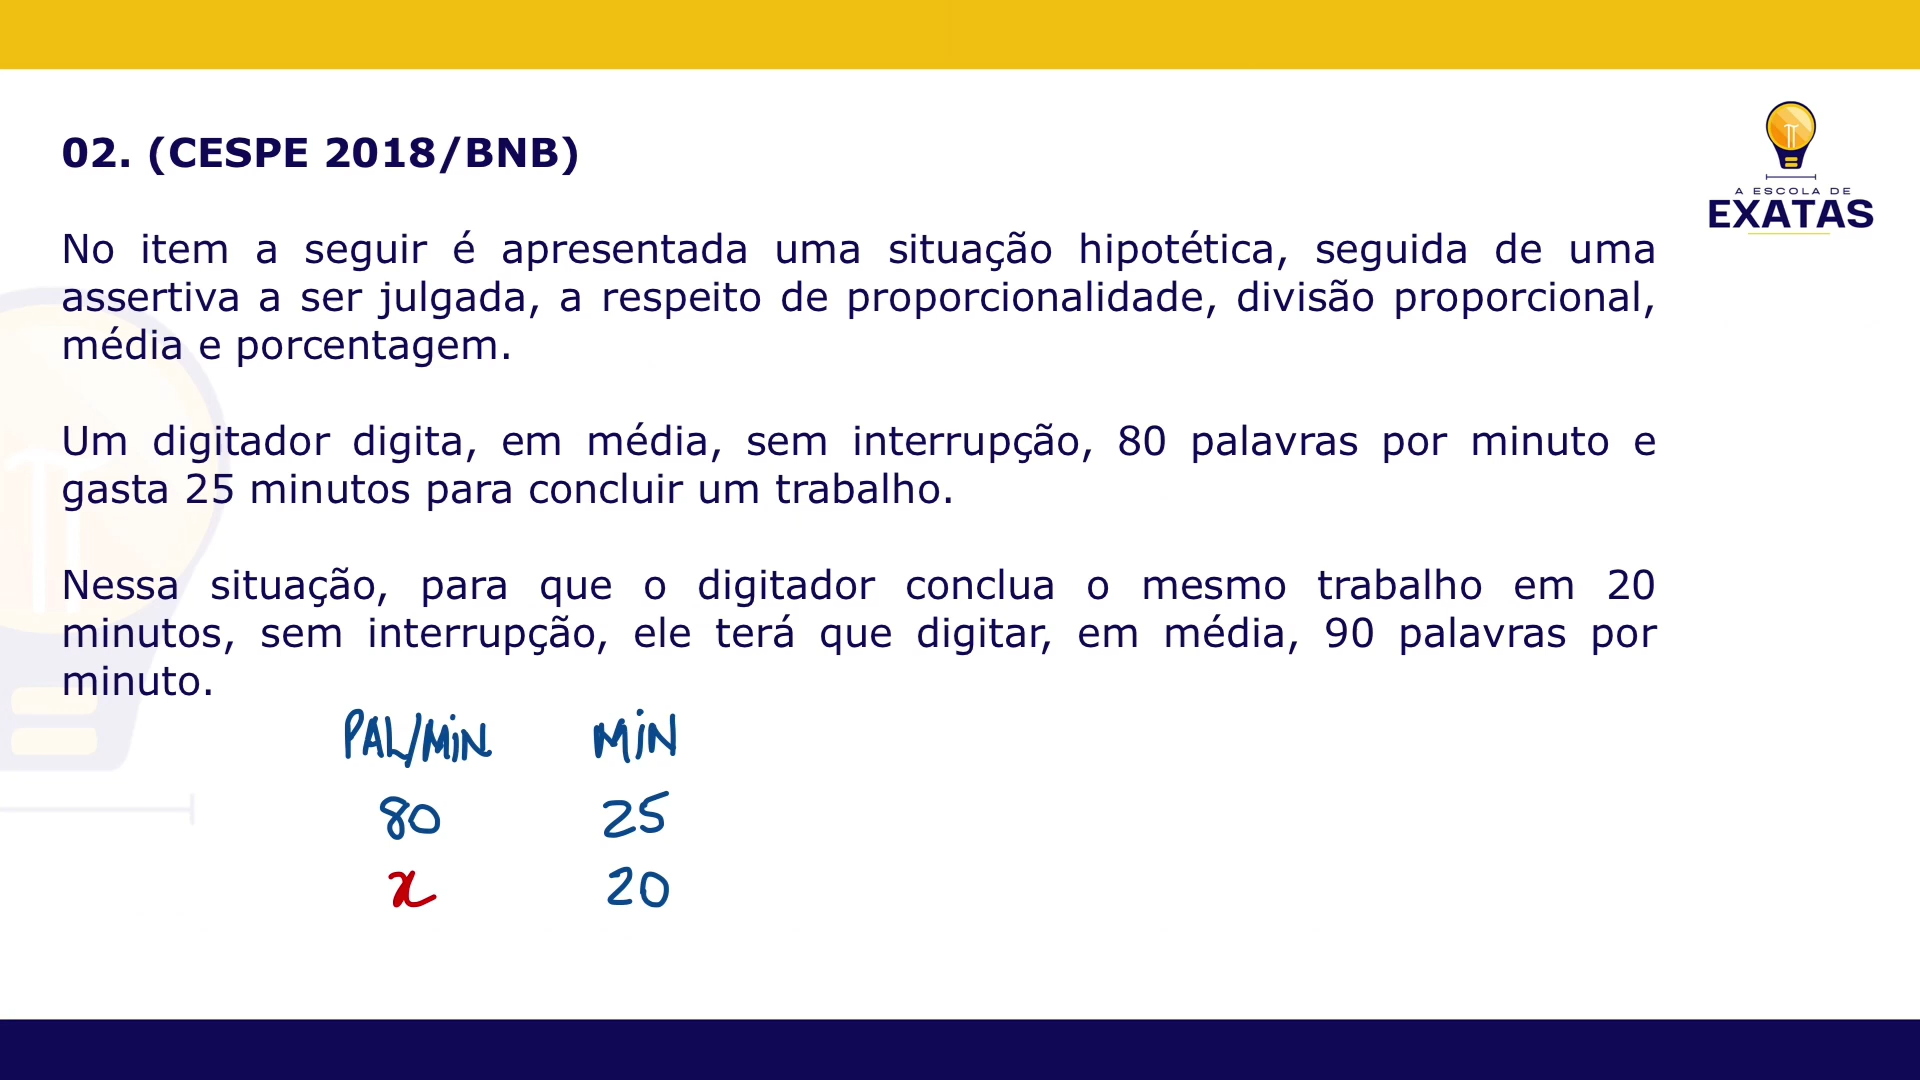 02. (CESPE 2018/BNB)
A ESCOLA DE
EXATAS
No item a seguir é apresentada uma situação hipotética, seguida de uma
assertiva a ser julgada, a respeito de proporcionalidade, divisão proporcional,
média e porcentagem.
Um digitador digita, em média, sem interrupção, 80 palavras por minuto e
gasta 25 minutos para concluir um trabalho.
Nessa situação, para que o digitador conclua o mesmo trabalho em 20
minutos, sem interrupção, ele terá que digitar, em média, 90 palavras por
minuto.
PAL/MIN MIN
80 25
x 20